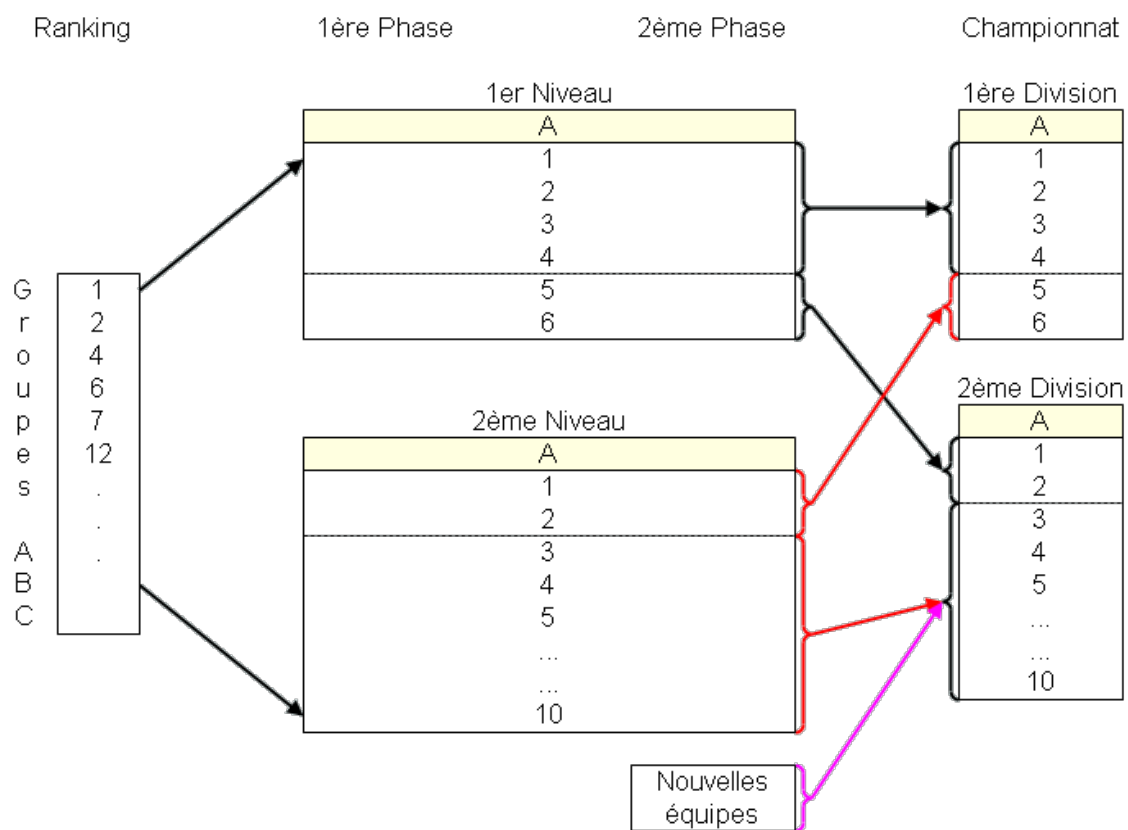 Ranking
1ère Phase
2ème Phase
Championnat
1er Niveau
A
1
2
3
4
5
6
1ère Division
A
1
2
3
4
5
6
Groupes ABC
1
2
4
6
7
12
.
.
.
2ème Niveau
A
1
2
3
4
5
...
...
10
2ème Division
A
1
2
3
4
5
...
...
10
Nouvelles
équipes